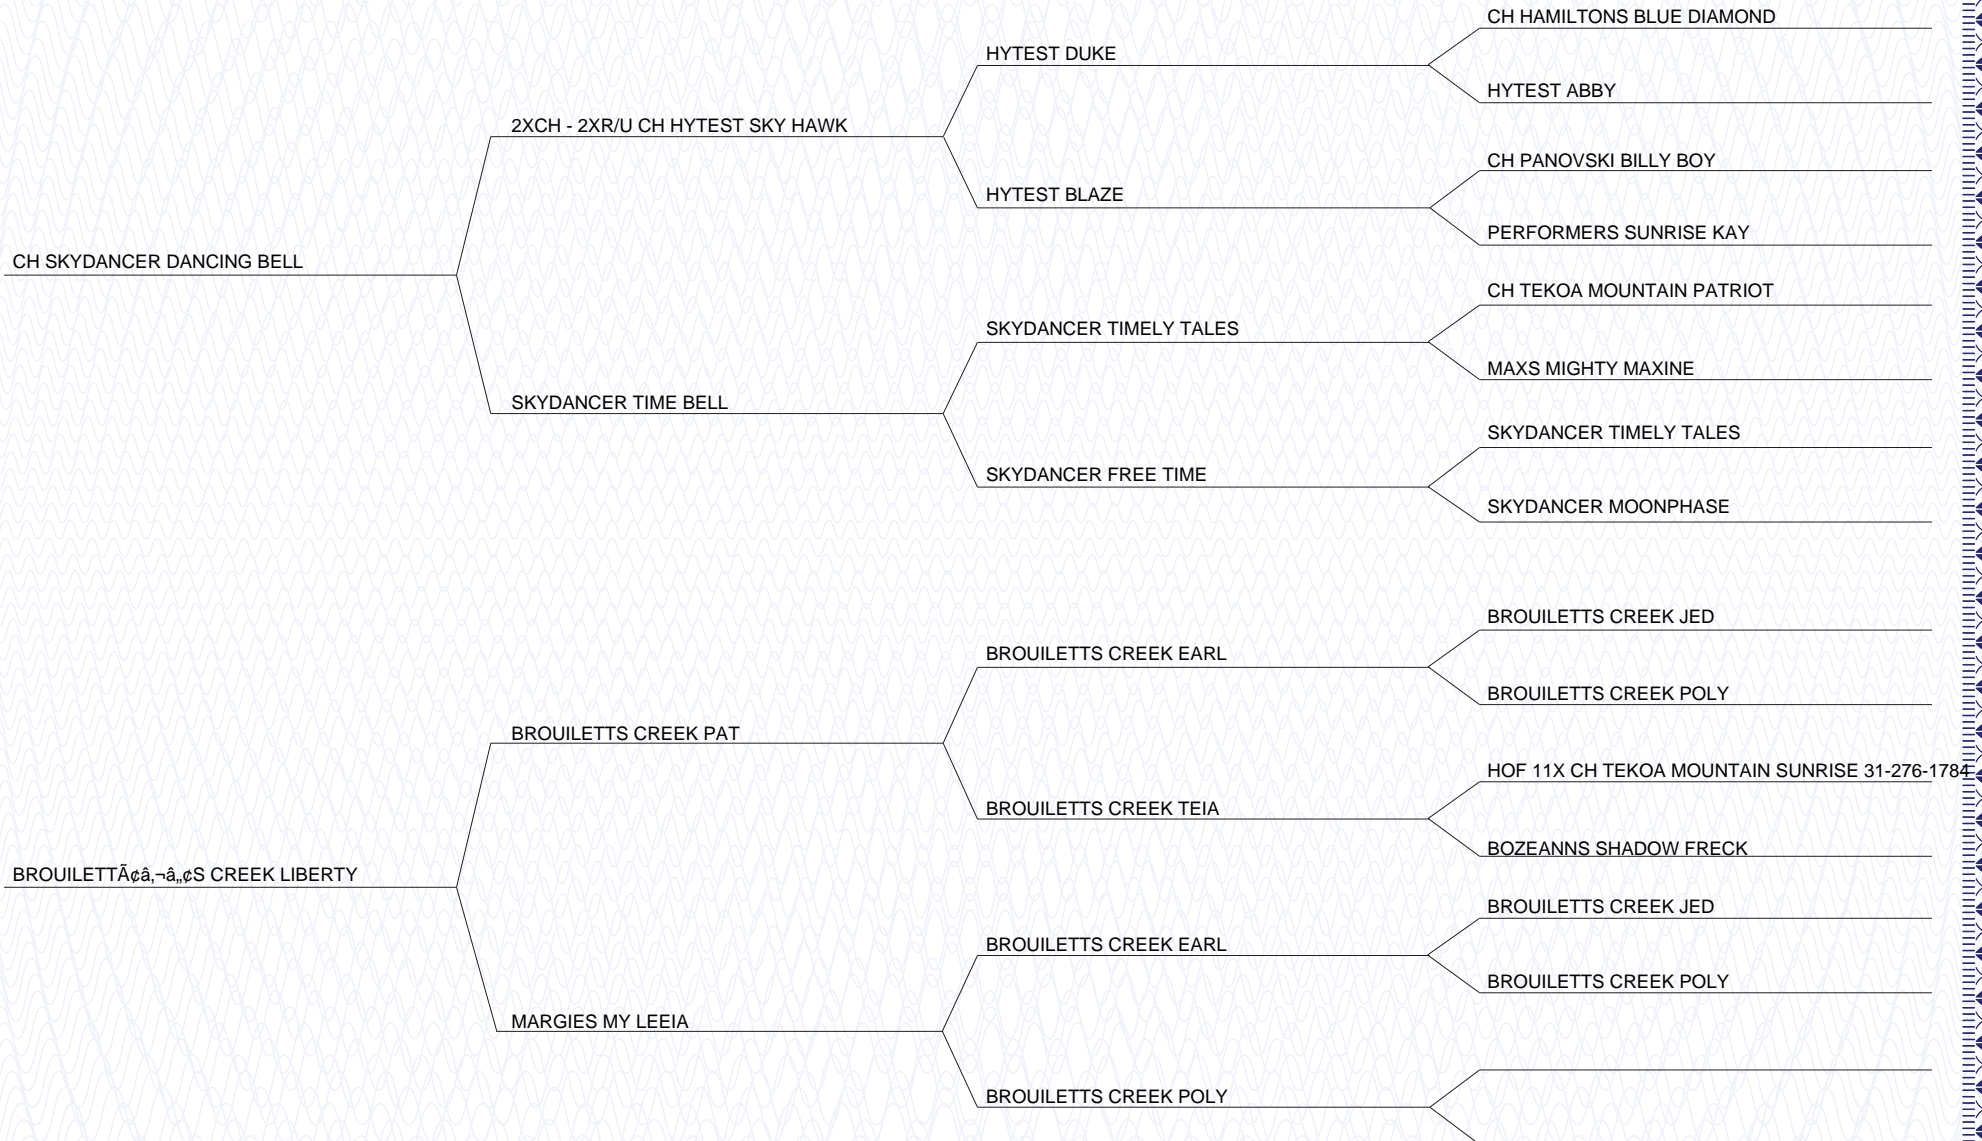 CH HAMILTONS BLUE DIAMOND
HYTEST DUKE
HYTEST ABBY
2XCH - 2XR/U CH HYTEST SKY HAWK
CH PANOVSKI BILLY BOY
HYTEST BLAZE
PERFORMERS SUNRISE KAY
CH SKYDANCER DANCING BELL
CH TEKOA MOUNTAIN PATRIOT
SKYDANCER TIMELY TALES
MAXS MIGHTY MAXINE
SKYDANCER TIME BELL
SKYDANCER TIMELY TALES
SKYDANCER FREE TIME
SKYDANCER MOONPHASE
BROUILETTS CREEK JED
BROUILETTS CREEK EARL
BROUILETTS CREEK POLY
BROUILETTS CREEK PAT
HOF 11X CH TEKOA MOUNTAIN SUNRISE 31-276-1784
BROUILETTS CREEK TEIA
BOZEANNS SHADOW FRECK
BROUILETTÃ¢â‚¬â„¢S CREEK LIBERTY
BROUILETTS CREEK JED
BROUILETTS CREEK EARL
BROUILETTS CREEK POLY
MARGIES MY LEEIA
BROUILETTS CREEK POLY